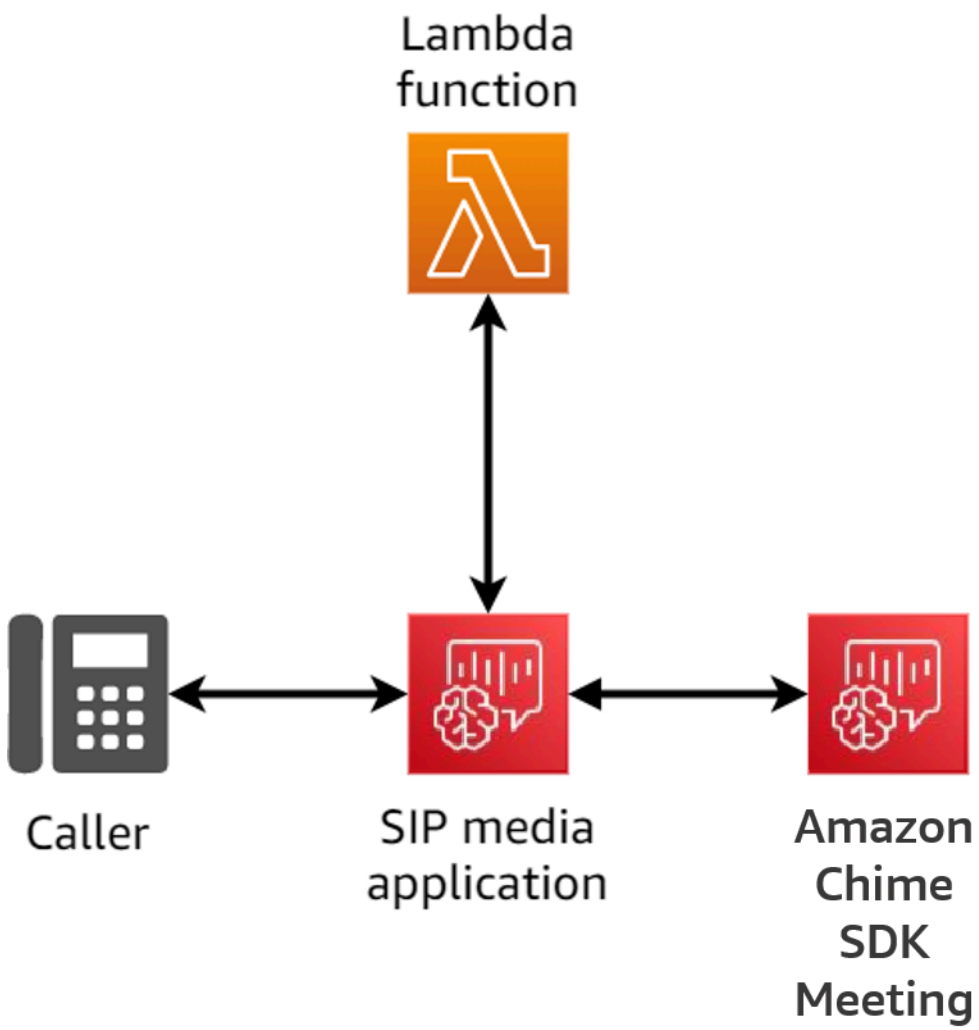 Lambda
function
Caller
SIP media
application
Amazon
Chime
SDK
Meeting